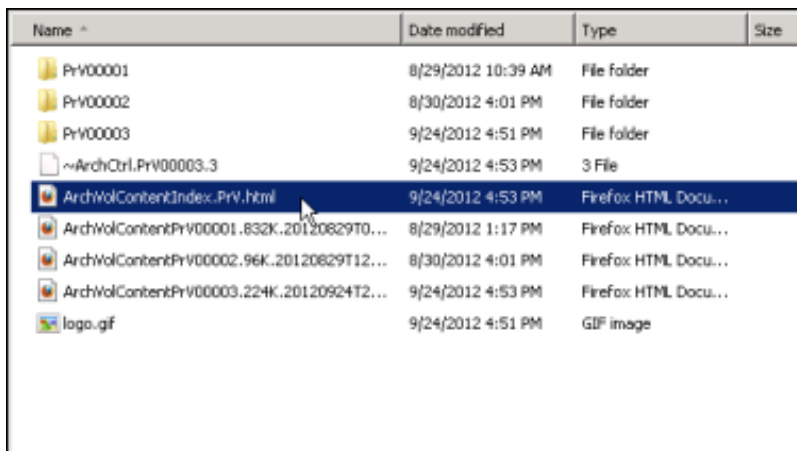 Name Date modified Type Size
PrV00001 8/29/2012 10:39 AM File folder
PrV00002 8/30/2012 4:01 PM File folder
PrV00003 9/24/2012 4:51 PM File folder
~ArchCtrl.PrV00003.3 9/24/2012 4:53 PM 3 File
ArchVolContentIndex.PrV.html 9/24/2012 4:53 PM Firefox HTML Docu...
ArchVolContentPrV00001.832K.20120829T0... 8/29/2012 1:17 PM Firefox HTML Docu...
ArchVolContentPrV00002.96K.20120829T12... 8/30/2012 4:01 PM Firefox HTML Docu...
ArchVolContentPrV00003.224K.20120924T2... 9/24/2012 4:53 PM Firefox HTML Docu...
logo.gif 9/24/2012 4:51 PM GIF image